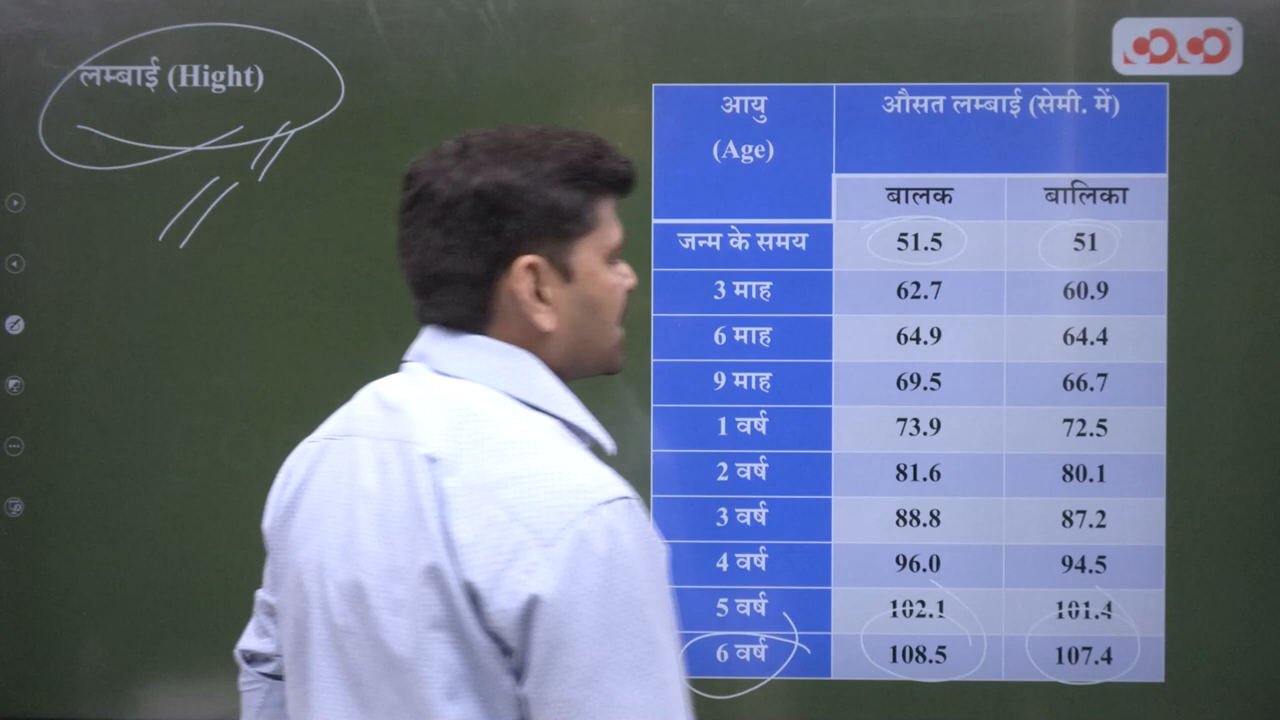 लम्बाई (Hight)
आयु (Age) औसत लम्बाई (सेमी. में)
बालक बालिका
जन्म के समय 51.5 51
3 माह 62.7 60.9
6 माह 64.9 64.4
9 माह 69.5 66.7
1 वर्ष 73.9 72.5
2 वर्ष 81.6 80.1
3 वर्ष 88.8 87.2
4 वर्ष 96.0 94.5
5 वर्ष 102.1 101.4
6 वर्ष 108.5 107.4